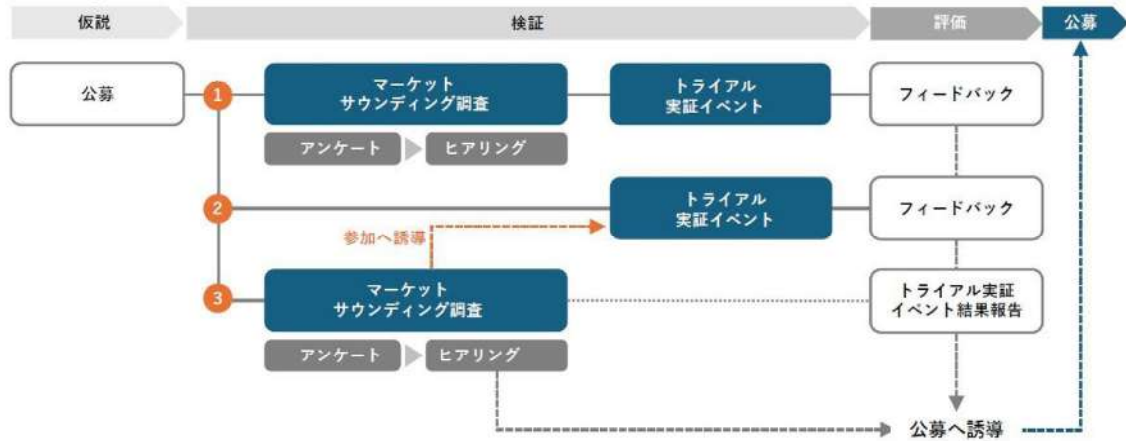 仮説
検証
評価
公募
公募
1
マーケット
サウンディング調査
トライアル
実証イベント
フィードバック
アンケート
ヒアリング
2
トライアル
実証イベント
フィードバック
参加へ誘導
3
マーケット
サウンディング調査
トライアル実証
イベント結果報告
アンケート
ヒアリング
公募へ誘導